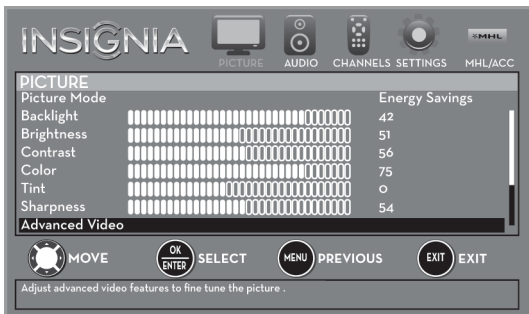 INSIGNIA
PICTURE AUDIO CHANNELS SETTINGS MHL MHL/ACC
PICTURE
Picture Mode Energy Savings
Backlight 42
Brightness 51
Contrast 56
Color 75
Tint 0
Sharpness 54
Advanced Video
MOVE OK ENTER SELECT MENU PREVIOUS EXIT EXIT
Adjust advanced video features to fine tune the picture .